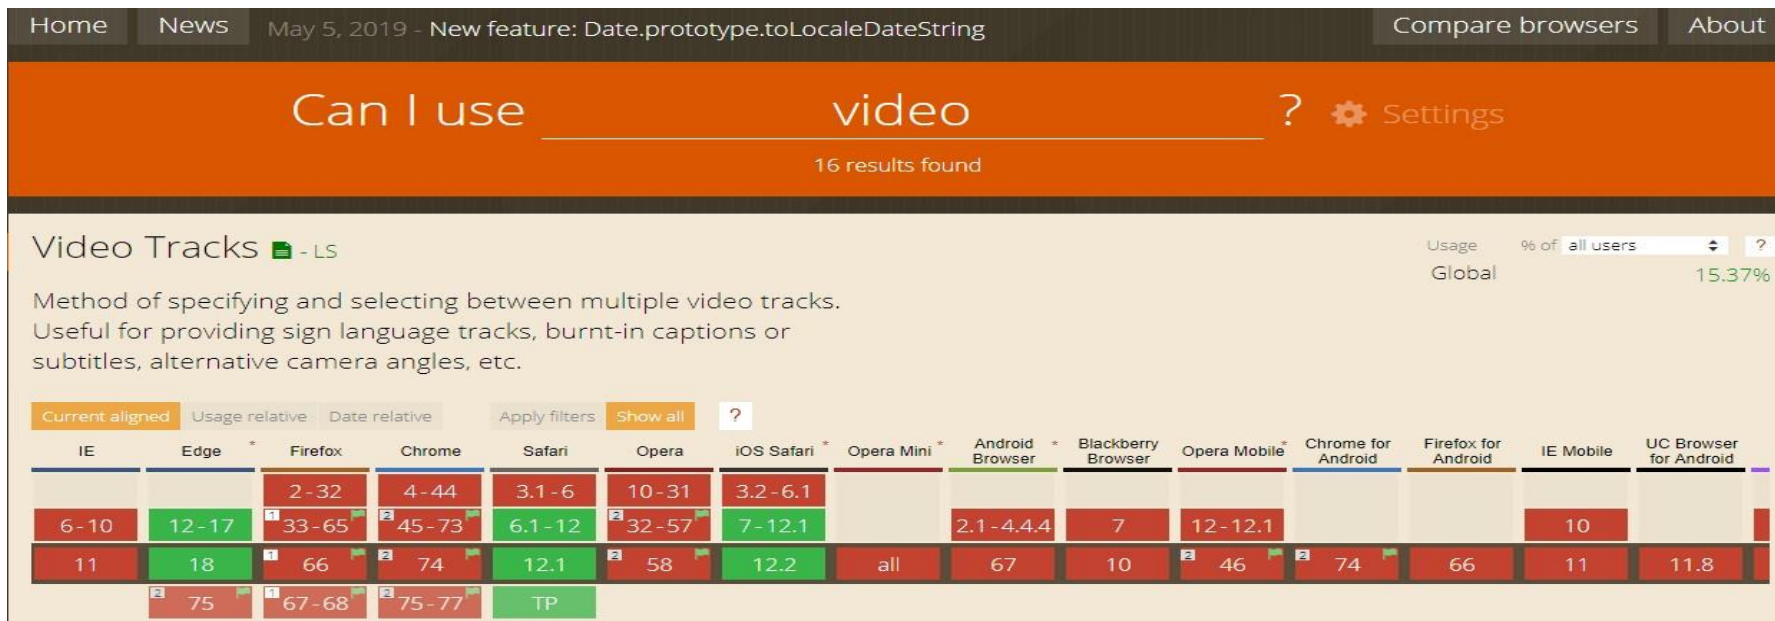 Home News May 5, 2019 - New feature: Date.prototype.toLocaleDateString Compare browsers About
Can I use video ? Settings
16 results found
Video Tracks - LS
Usage % of all users ?
Global 15.37%
Method of specifying and selecting between multiple video tracks.
Useful for providing sign language tracks, burnt-in captions or
subtitles, alternative camera angles, etc.
Current aligned Usage relative Date relative Apply filters Show all ?
IE Edge * Firefox Chrome Safari Opera iOS Safari * Opera Mini * Android Browser * Blackberry Browser Opera Mobile * Chrome for Android Firefox for Android IE Mobile UC Browser for Android
2-32 4-44 3.1-6 10-31 3.2-6.1
6-10 12-17 1 33-65 2 45-73 6.1-12 2 32-57 7-12.1 2.1-4.4.4 7 12-12.1 10
11 18 1 66 2 74 12.1 2 58 12.2 all 67 10 2 46 2 74 66 11 11.8
2 75 1 67-68 2 75-77 TP